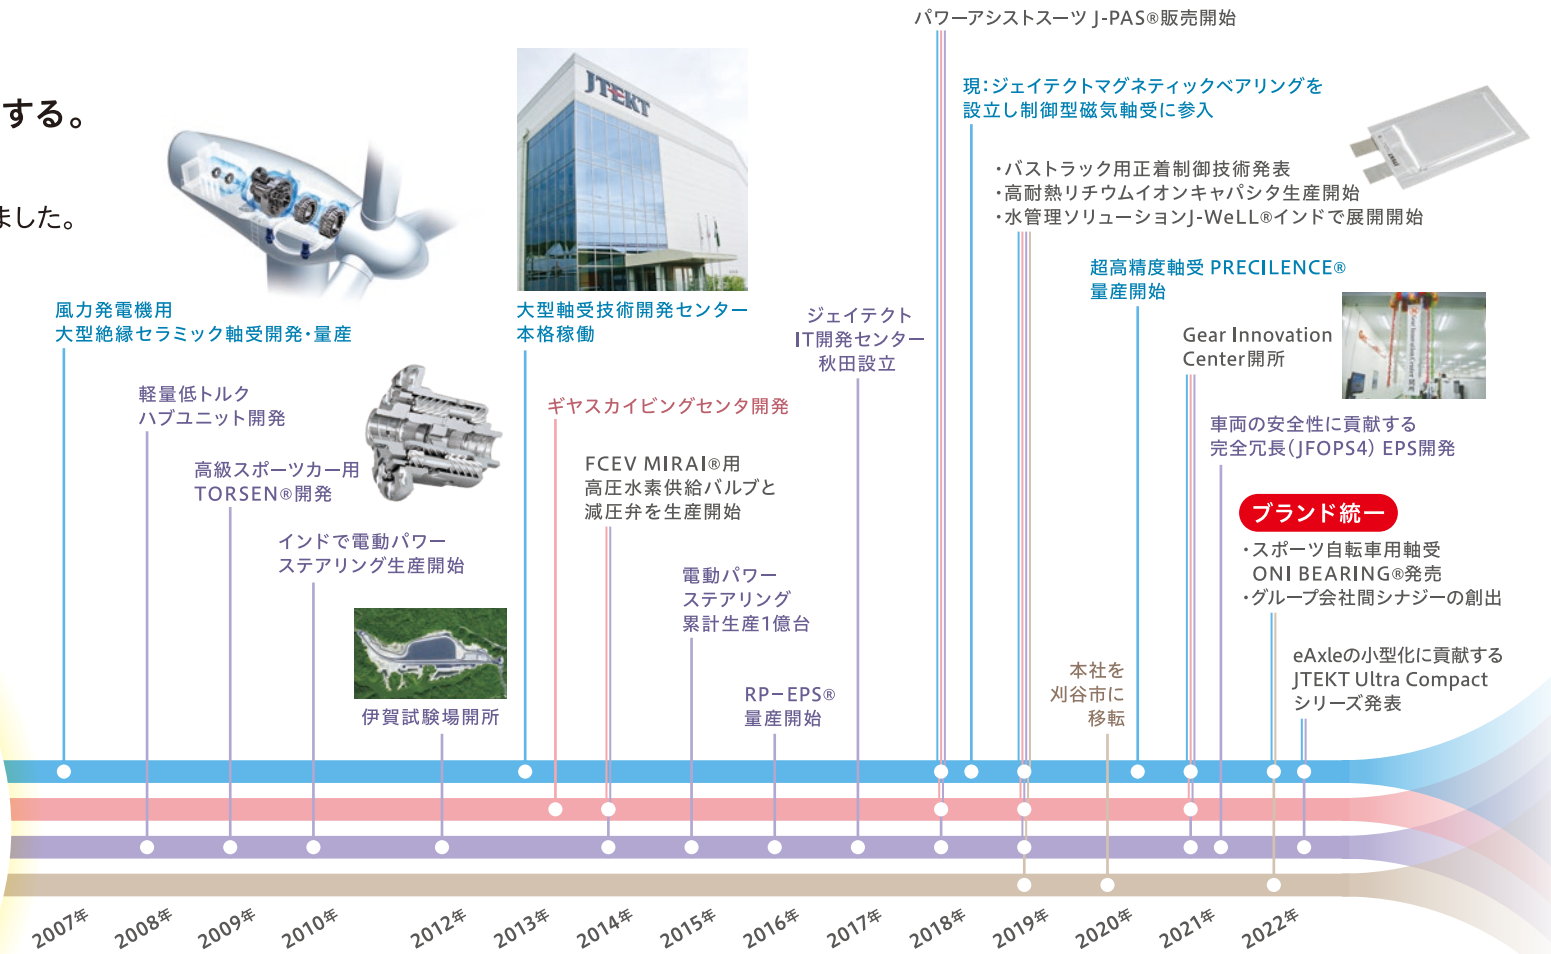 する。
ました。
風力発電機用
大型絶縁セラミック軸受開発・量産
軽量低トルク
ハブユニット開発
高級スポーツカー用
TORSEN®開発
インドで電動パワー
ステアリング生産開始
伊賀試験場開所
JTEKT
大型軸受技術開発センター
本格稼働
ギヤスカイビングセンタ開発
FCEV MIRAI®用
高圧水素供給バルブと
減圧弁を生産開始
電動パワー
ステアリング
累計生産1億台
RP－EPS®
量産開始
ジェイテクト
IT開発センター
秋田設立
パワーアシストスーツ J-PAS®販売開始
現：ジェイテクトマグネティックベアリングを
設立し制御型磁気軸受に参入
・バストラック用正着制御技術発表
・高耐熱リチウムイオンキャパシタ生産開始
・水管理ソリューションJ-WeLL®インドで展開開始
JTEKT
本社を
刈谷市に
移転
超高精度軸受 PRECILENCE®
量産開始
Gear Innovation
Center開所
Gear Innovation Center 開所
車両の安全性に貢献する
完全冗長（JFOPS4） EPS開発
ブランド統一
・スポーツ自転車用軸受
ONI BEARING®発売
・グループ会社間シナジーの創出
eAxleの小型化に貢献する
JTEKT Ultra Compact
シリーズ発表
2007年
2008年
2009年
2010年
2012年
2013年
2014年
2015年
2016年
2017年
2018年
2019年
2020年
2021年
2022年